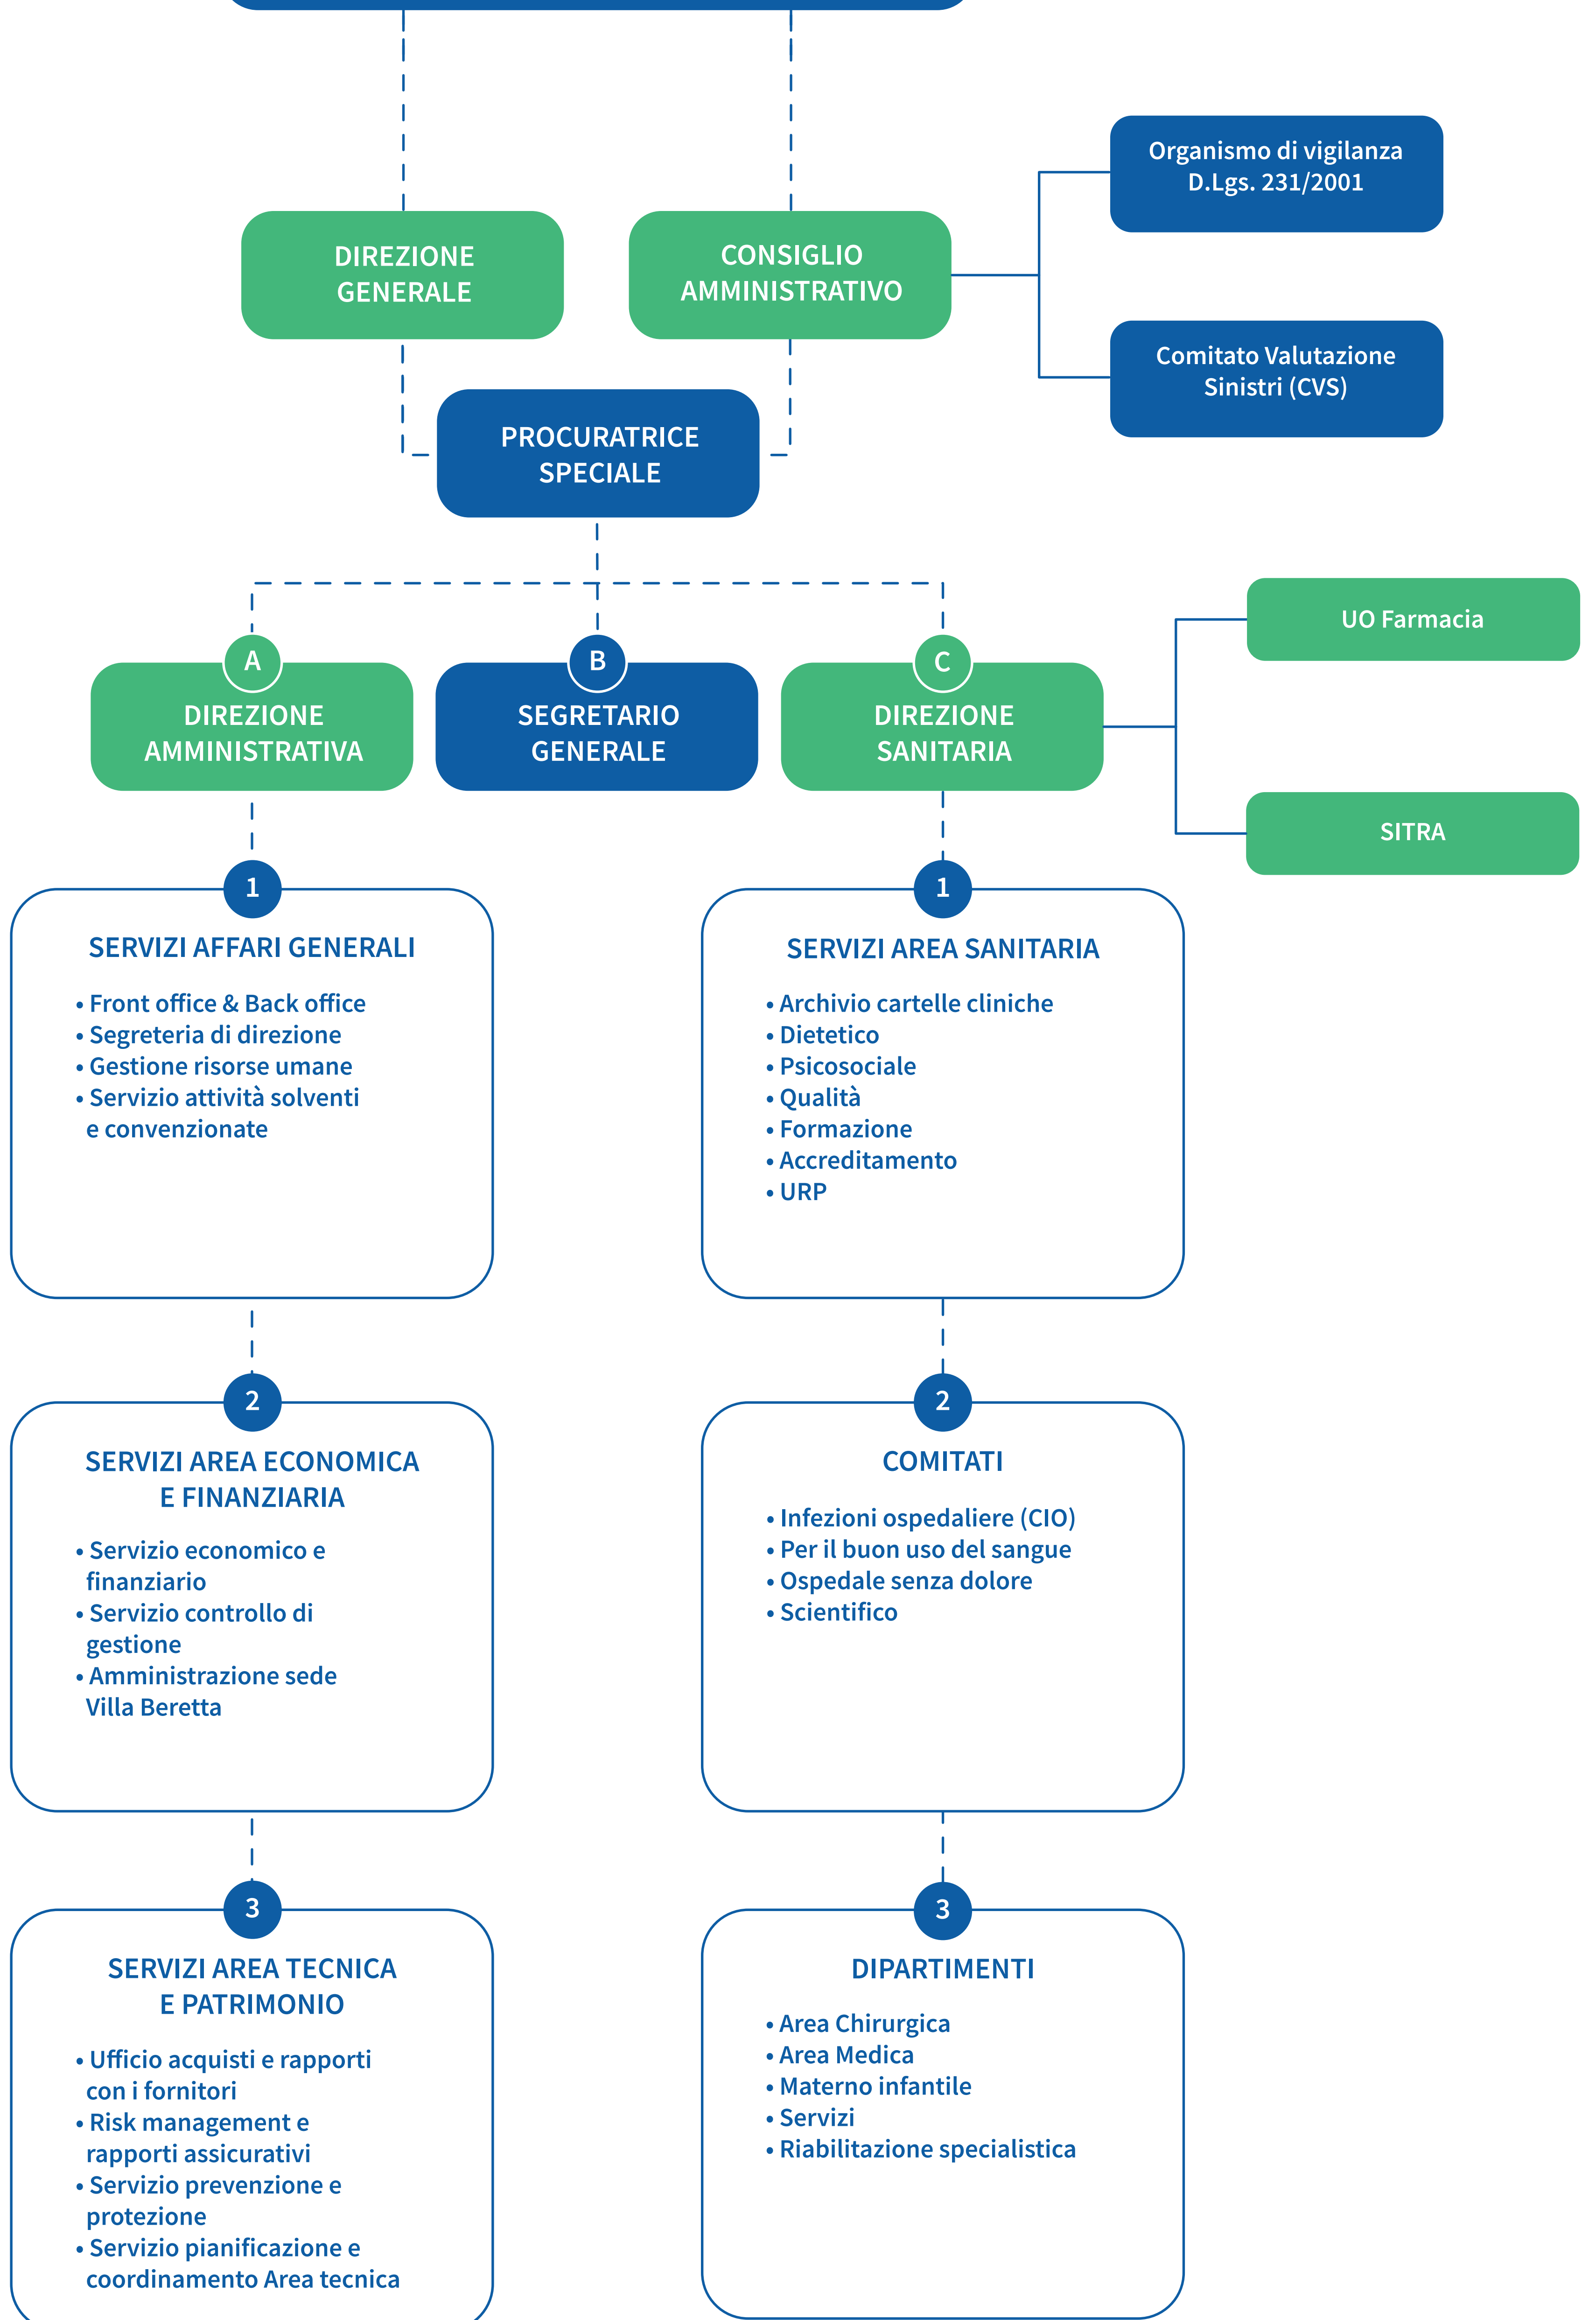 DIREZIONE
GENERALE
CONSIGLIO
AMMINISTRATIVO
Organismo di vigilanza
D.Lgs. 231/2001
Comitato Valutazione
Sinistri (CVS)
PROCURATRICE
SPECIALE
A
DIREZIONE
AMMINISTRATIVA
B
SEGRETARIO
GENERALE
C
DIREZIONE
SANITARIA
UO Farmacia
SITRA
1
SERVIZI AFFARI GENERALI
• Front office & Back office
• Segreteria di direzione
• Gestione risorse umane
• Servizio attività solventi
e convenzionate
1
SERVIZI AREA SANITARIA
• Archivio cartelle cliniche
• Dietetico
• Psicosociale
• Qualità
• Formazione
• Accreditamento
• URP
2
SERVIZI AREA ECONOMICA
E FINANZIARIA
• Servizio economico e
finanziario
• Servizio controllo di
gestione
• Amministrazione sede
Villa Beretta
2
COMITATI
• Infezioni ospedaliere (CIO)
• Per il buon uso del sangue
• Ospedale senza dolore
• Scientifico
3
SERVIZI AREA TECNICA
E PATRIMONIO
• Ufficio acquisti e rapporti
con i fornitori
• Risk management e
rapporti assicurativi
• Servizio prevenzione e
protezione
• Servizio pianificazione e
coordinamento Area tecnica
3
DIPARTIMENTI
• Area Chirurgica
• Area Medica
• Materno infantile
• Servizi
• Riabilitazione specialistica